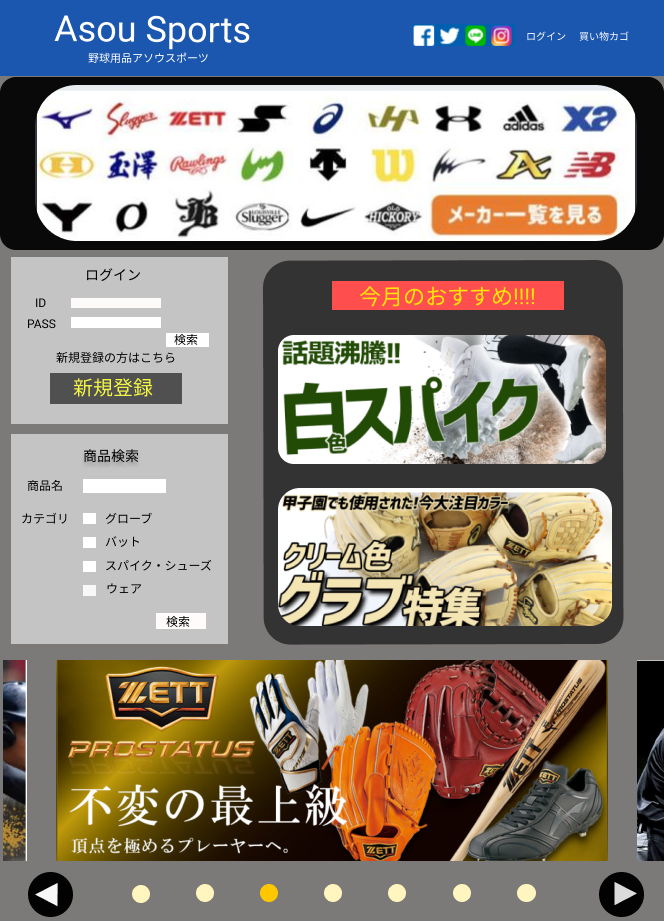 Asou Sports
野球用品アソウスポーツ
ログイン 買い物カゴ
Slugger ZETT
adidas
H 玉澤 Rawlings
LOUISVILLE
Slugger
OLD
HICKORY
メーカー一覧を見る
ログイン
ID
PASS
検索
新規登録の方はこちら
新規登録
商品検索
商品名
カテゴリ
グローブ
バット
スパイク・シューズ
ウェア
検索
今月のおすすめ!!!!
話題沸騰!!
白色スパイク
甲子園でも使用された!今大注目カラー
クリーム色
グラブ特集
ZETT
ZETT
PROSTATUS
不変の最上級
頂点を極めるプレーヤーへ。
ZETT
ZETT
ZETT
PROSTATUS